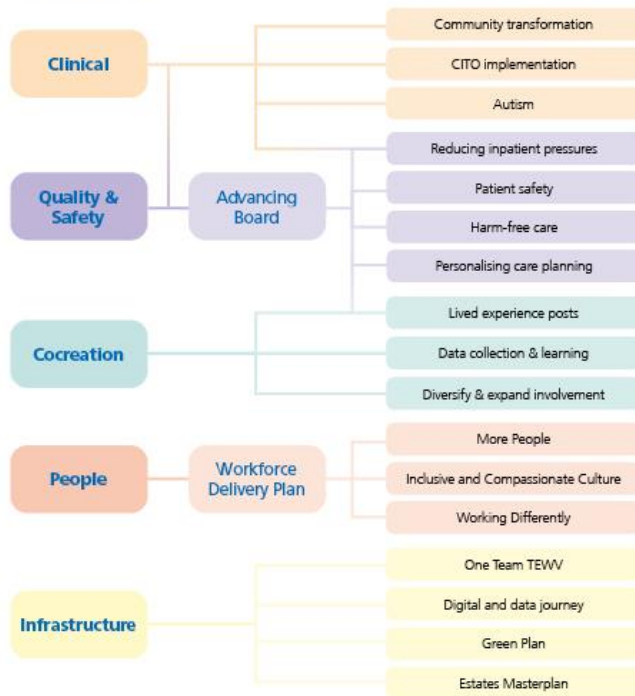 Clinical
Community transformation
CITO implementation
Autism
Quality &
Safety
Advancing
Board
Reducing inpatient pressures
Patient safety
Harm-free care
Personalising care planning
Cocreation
Lived experience posts
Data collection & learning
Diversify & expand involvement
People
Workforce
Delivery Plan
More People
Inclusive and Compassionate Culture
Working Differently
Infrastructure
One Team TEWV
Digital and data journey
Green Plan
Estates Masterplan